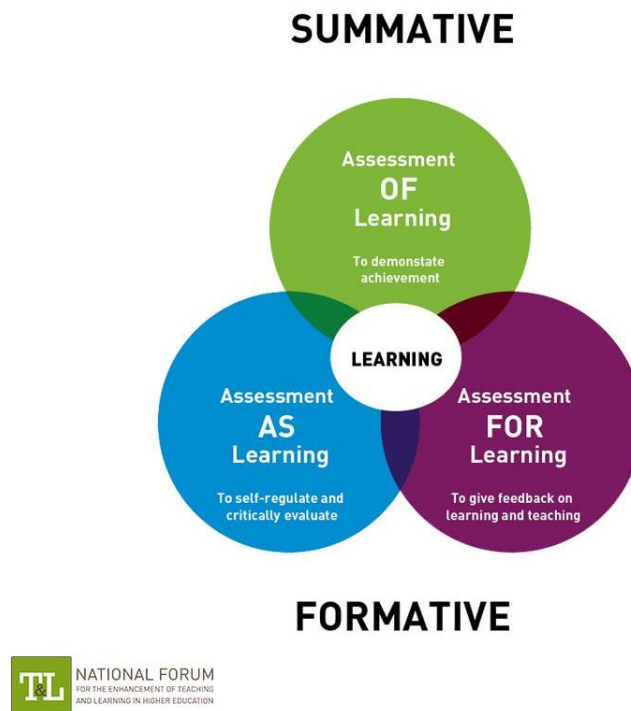 SUMMATIVE
Assessment
OF
Learning
To demonstate
achievement
LEARNING
Assessment
AS
Learning
To self-regulate and
critically evaluate
Assessment
FOR
Learning
To give feedback on
learning and teaching
FORMATIVE
T&L
NATIONAL FORUM
FOR THE ENHANCEMENT OF TEACHING
AND LEARNING IN HIGHER EDUCATION